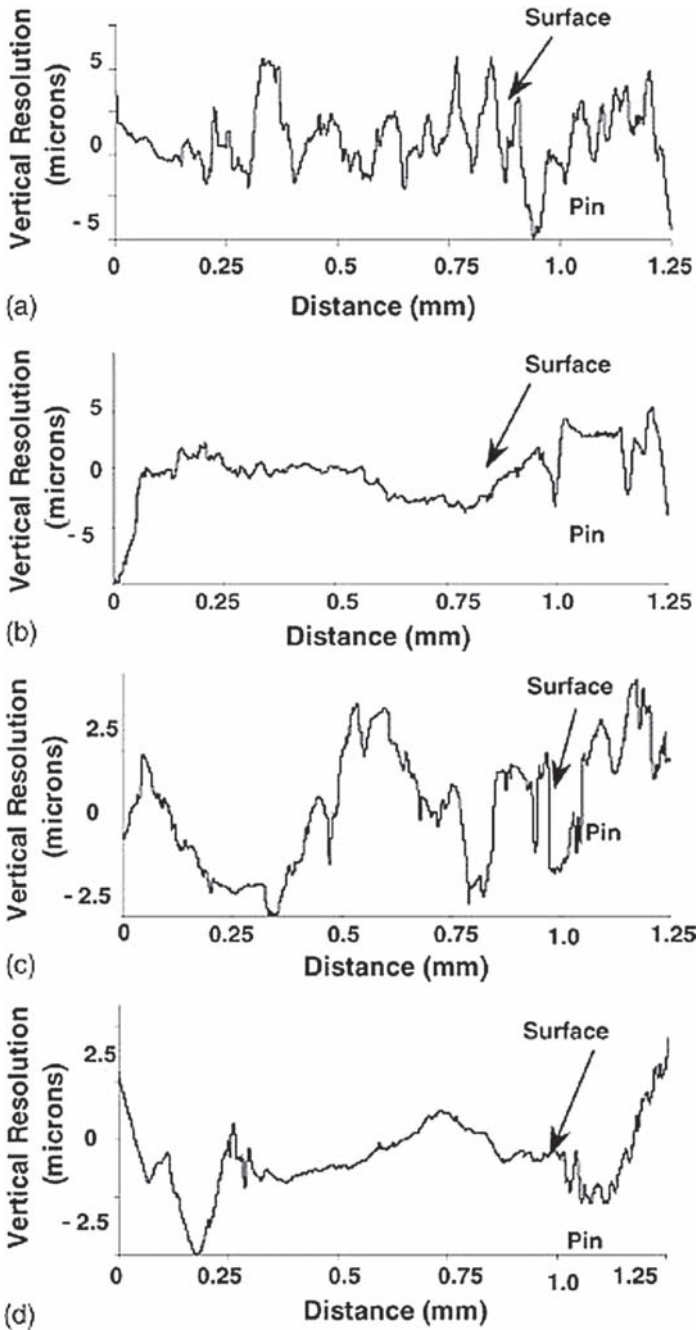 Vertical Resolution
(microns)
5
0
- 5
Surface
Pin
0 0.25 0.5 0.75 1.0 1.25
Distance (mm)
(a)
Vertical Resolution
(microns)
5
0
- 5
Surface
Pin
0 0.25 0.5 0.75 1.0 1.25
Distance (mm)
(b)
Vertical Resolution
(microns)
2.5
0
- 2.5
Surface
Pin
0 0.25 0.5 0.75 1.0 1.25
Distance (mm)
(c)
Vertical Resolution
(microns)
2.5
0
- 2.5
Surface
Pin
0 0.25 0.5 0.75 1.0 1.25
Distance (mm)
(d)